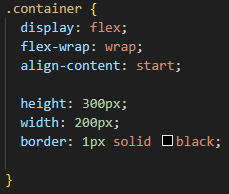 .container {
display: flex;
flex-wrap: wrap;
align-content: start;
height: 300px;
width: 200px;
border: 1px solid black;
}